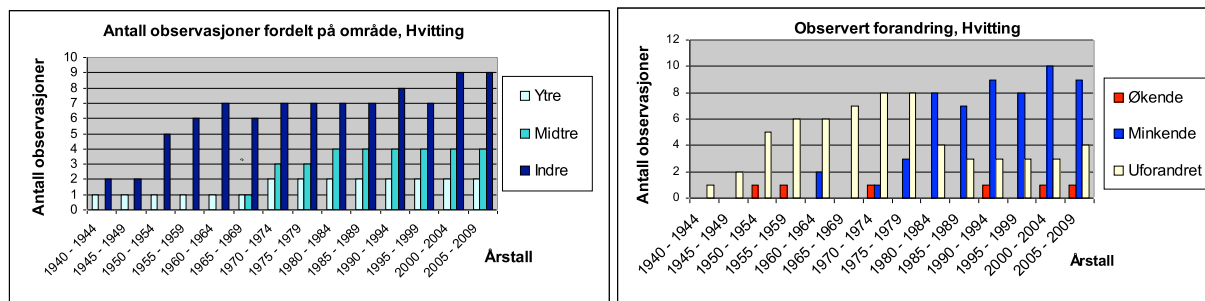 Antall observasjoner fordelt på område, Hvitting
Antall observasjoner
10
9
8
7
6
5
4
3
2
1
0
1940 - 1944
1945 - 1949
1950 - 1954
1955 - 1959
1960 - 1964
1965 - 1969
1970 - 1974
1975 - 1979
1980 - 1984
1985 - 1989
1990 - 1994
1995 - 1999
2000 - 2004
2005 - 2009
Årstall
Ytre
Midtre
Indre
Observert forandring, Hvitting
Antall observasjoner
12
10
8
6
4
2
0
1940 - 1944
1945 - 1949
1950 - 1954
1955 - 1959
1960 - 1964
1965 - 1969
1970 - 1974
1975 - 1979
1980 - 1984
1985 - 1989
1990 - 1994
1995 - 1999
2000 - 2004
2005 - 2009
Årstall
Økende
Minkende
Uforandret